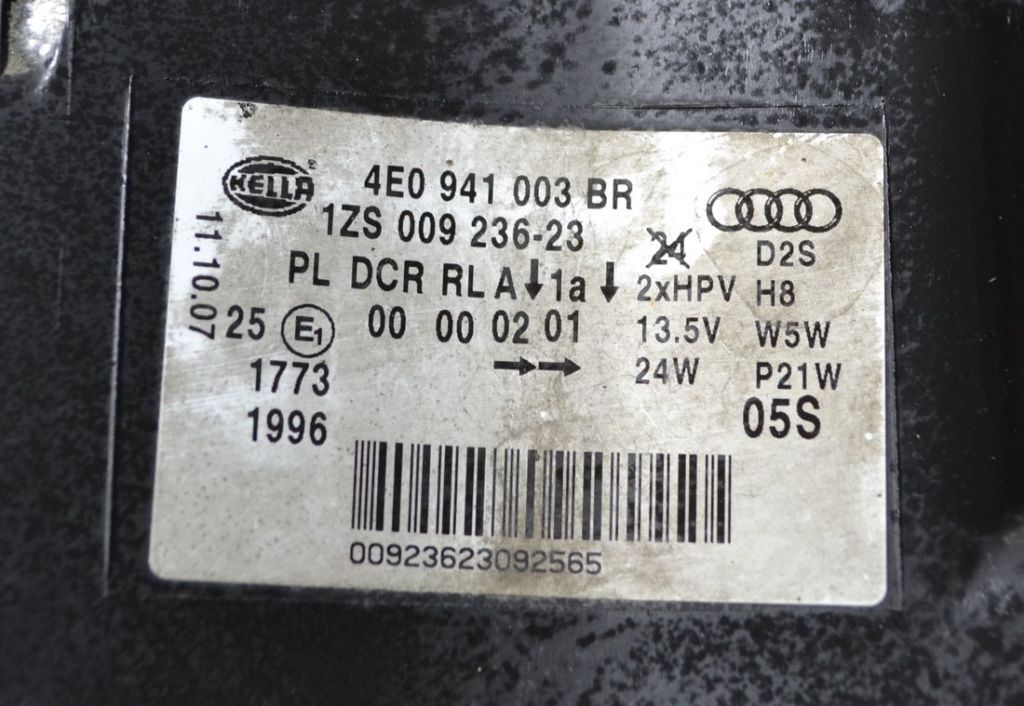 HELLA ®
4E0 941 003 BR
1ZS 009 236-23
PL DCR RL A ↓ 1a ↓
00 00 02 01
→→
11.10.07
25 E1
1773
1996
24
2xHPV
13.5V
24W
D2S
H8
W5W
P21W
05S
00923623092565